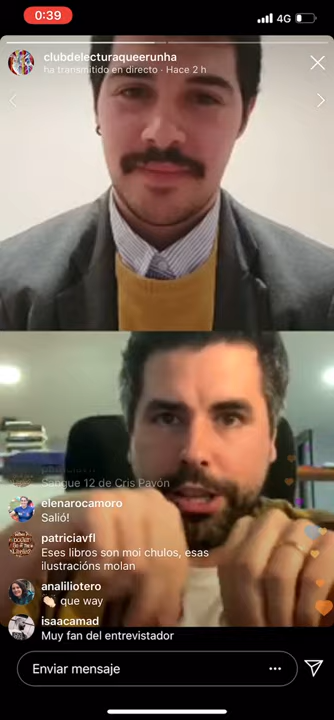 0:39
4G
clubdelecturaqueerunha
ha transmitido en directo · Hace 2 h
Sangue 12 de Cris Pavón
elenarocamoro
Salió!
patriciavfl
Eses libros son moi chulos, esas
ilustracións molan
analiliotero
👏🏻 que way
isaacamad
Muy fan del entrevistador
Enviar mensaje